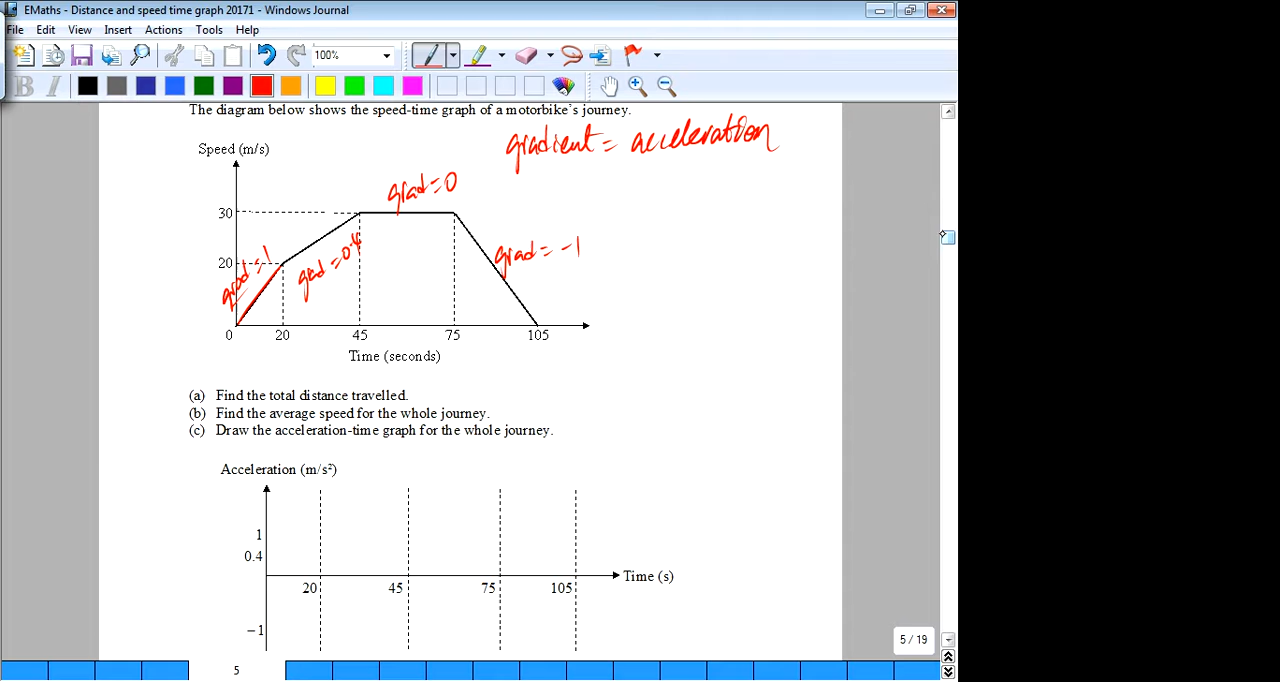 EMaths - Distance and speed time graph 20171 - Windows Journal
File Edit View Insert Actions Tools Help
100%
B I
The diagram below shows the speed-time graph of a motorbike's journey.
gradient = acceleration
Speed (m/s)
grad=0
30
grad=1
grad=0.4
grad= -1
20
0 20 45 75 105
Time (seconds)
(a) Find the total distance travelled.
(b) Find the average speed for the whole journey.
(c) Draw the acceleration-time graph for the whole journey.
Acceleration (m/s²)
1
0.4
Time (s)
20 45 75 105
−1
5 / 19
5